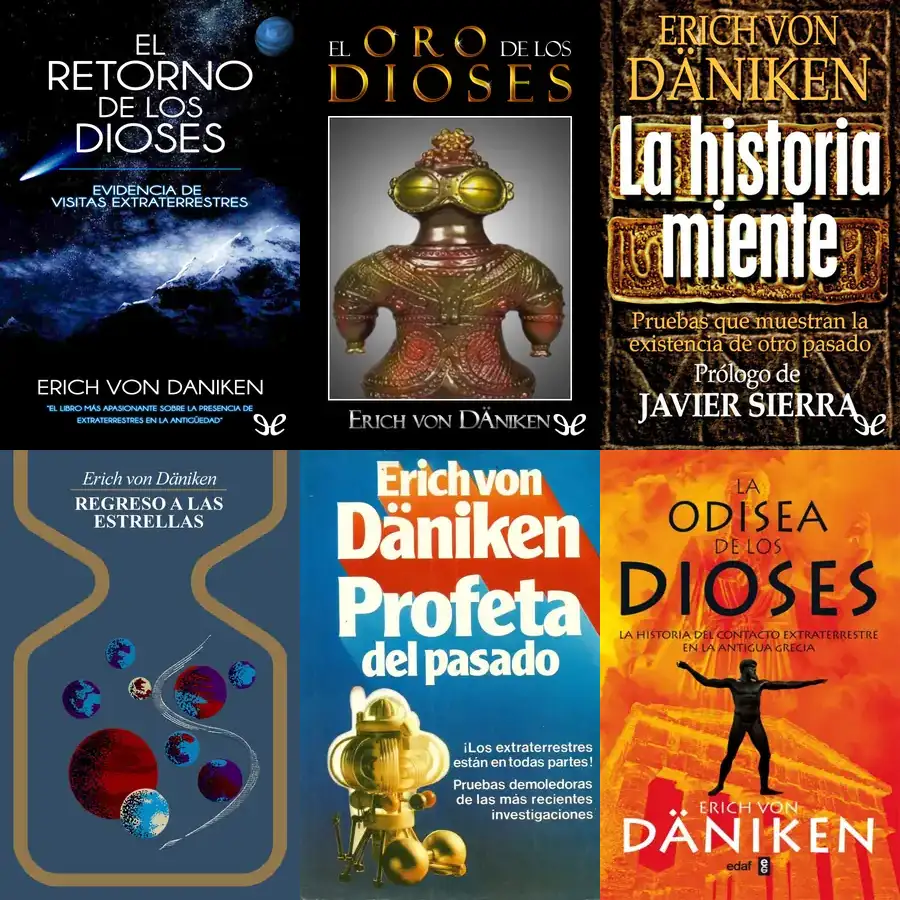 EL
RETORNO
DE LOS
DIOSES
EVIDENCIA DE
VISITAS EXTRATERRESTRES
ERICH VON DANIKEN
"EL LIBRO MÁS APASIONANTE SOBRE LA PRESENCIA DE
EXTRATERRESTRES EN LA ANTIGÜEDAD"
EL ORO DE LOS
DIOSES
ERICH VON DÄNIKEN
ERICH VON
DÄNIKEN
La historia
miente
Pruebas que muestran la
existencia de otro pasado
Prólogo de
JAVIER SIERRA
Erich von Däniken
REGRESO A LAS
ESTRELLAS
Erich von
Däniken
Profeta
del pasado
¡Los extraterrestres
están en todas partes!
Pruebas demoledoras
de las más recientes
investigaciones
LA
ODISEA
DE LOS
DIOSES
LA HISTORIA DEL CONTACTO EXTRATERRESTRE
EN LA ANTIGUA GRECIA
ERICH VON
DÄNIKEN
edaf